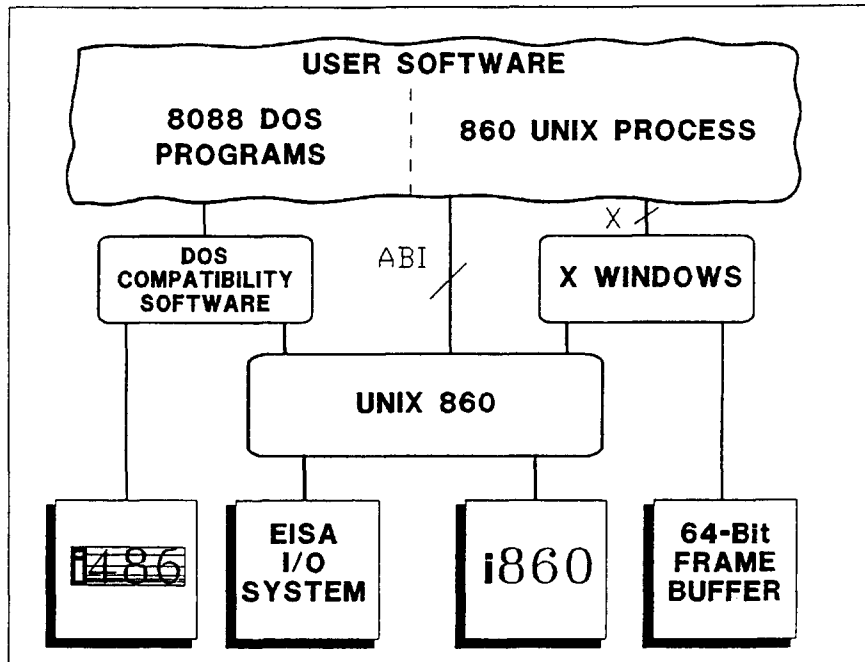 USER SOFTWARE
8088 DOS
PROGRAMS
860 UNIX PROCESS
X
ABI
DOS
COMPATIBILITY
SOFTWARE
X WINDOWS
UNIX 860
i486
EISA
I/O
SYSTEM
i860
64-Bit
FRAME
BUFFER